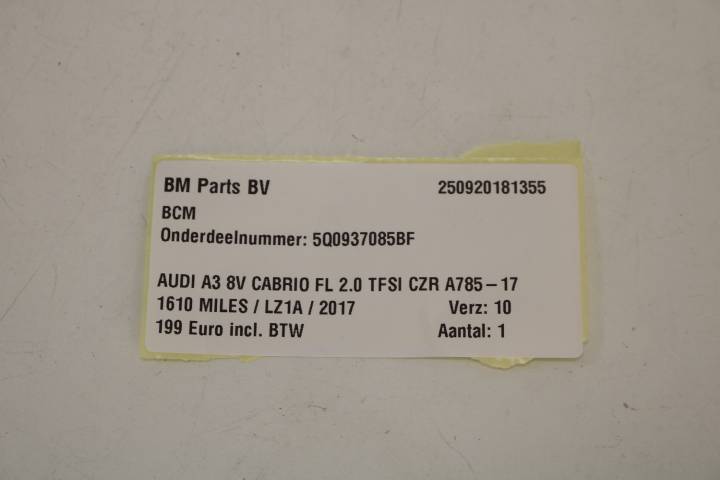 BM Parts BV 250920181355
BCM
Onderdeelnummer: 5Q0937085BF
AUDI A3 8V CABRIO FL 2.0 TFSI CZR A785-17
1610 MILES / LZ1A / 2017 Verz: 10
199 Euro incl. BTW Aantal: 1